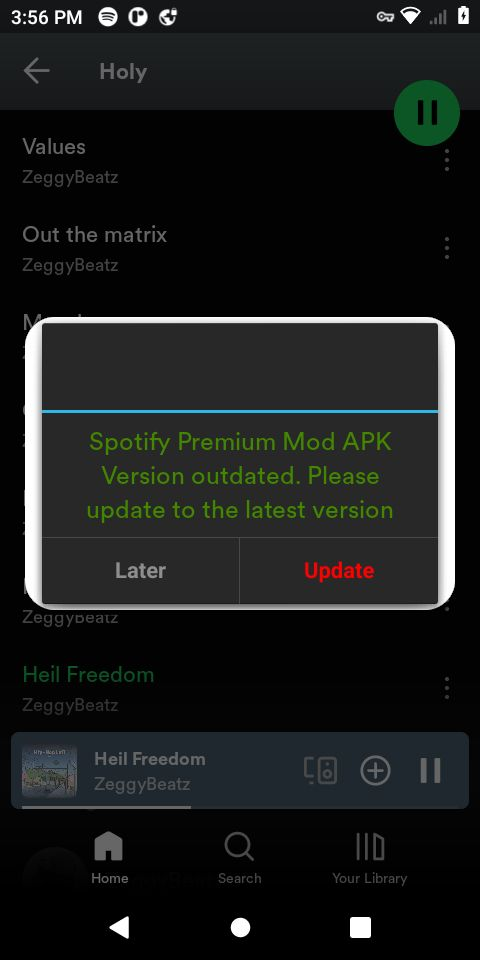 3:56 PM
Holy
Values
ZeggyBeatz
Out the matrix
ZeggyBeatz
Spotify Premium Mod APK
Version outdated. Please
update to the latest version
Later
Update
ZeggyBeatz
Heil Freedom
ZeggyBeatz
Heil Freedom
ZeggyBeatz
Home
Search
Your Library